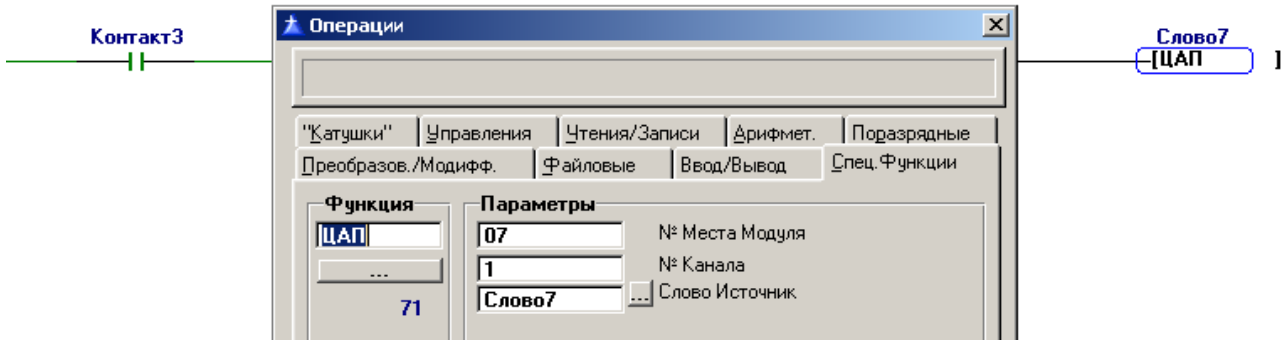 Операции
Контакт3
Слово7
[ЦАП ]
"Катушки" Управления Чтения/Записи Арифмет. Поразрядные
Преобразов./Модифф. Файловые Ввод/Вывод Спец.Функции
Функция Параметры
ЦАП 07 № Места Модуля
... 1 № Канала
71 Слово7 ... Слово Источник